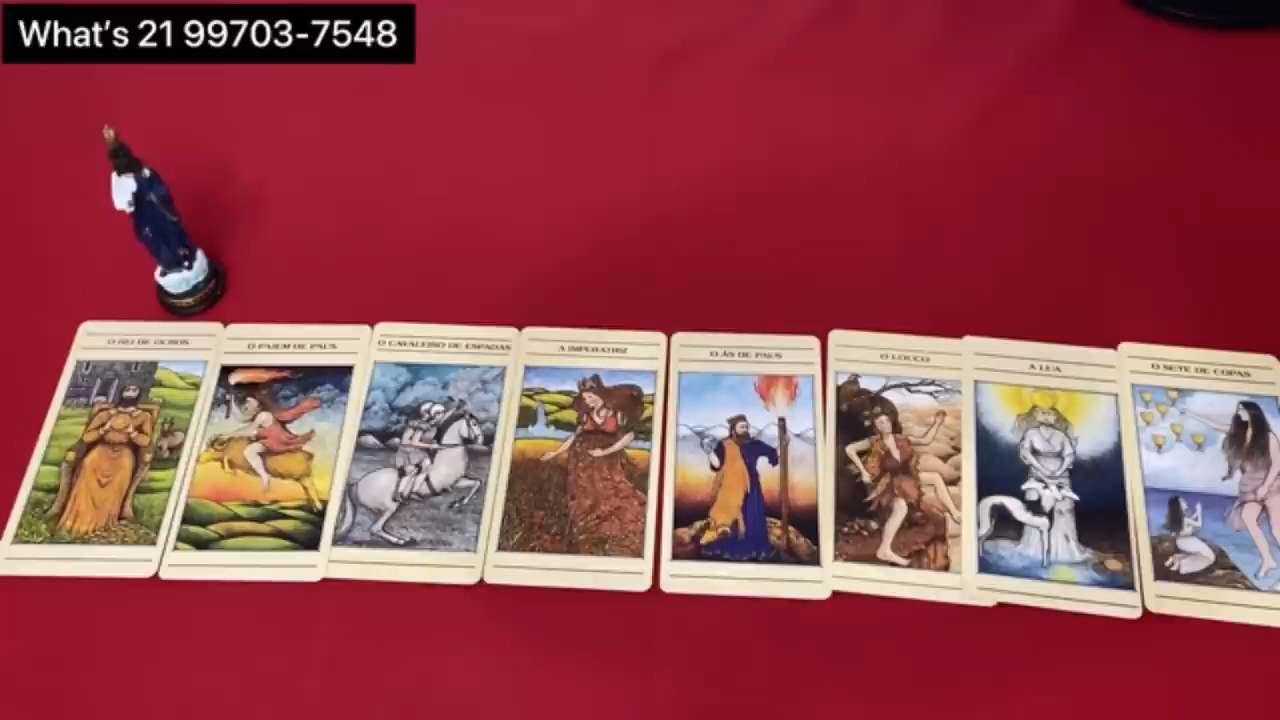 What's 21 99703-7548
O REI DE OUROS
O PAJEM DE PAUS
O CAVALEIRO DE ESPADAS
A IMPERATRIZ
O ÁS DE PAUS
O LOUCO
A LUA
O SETE DE COPAS